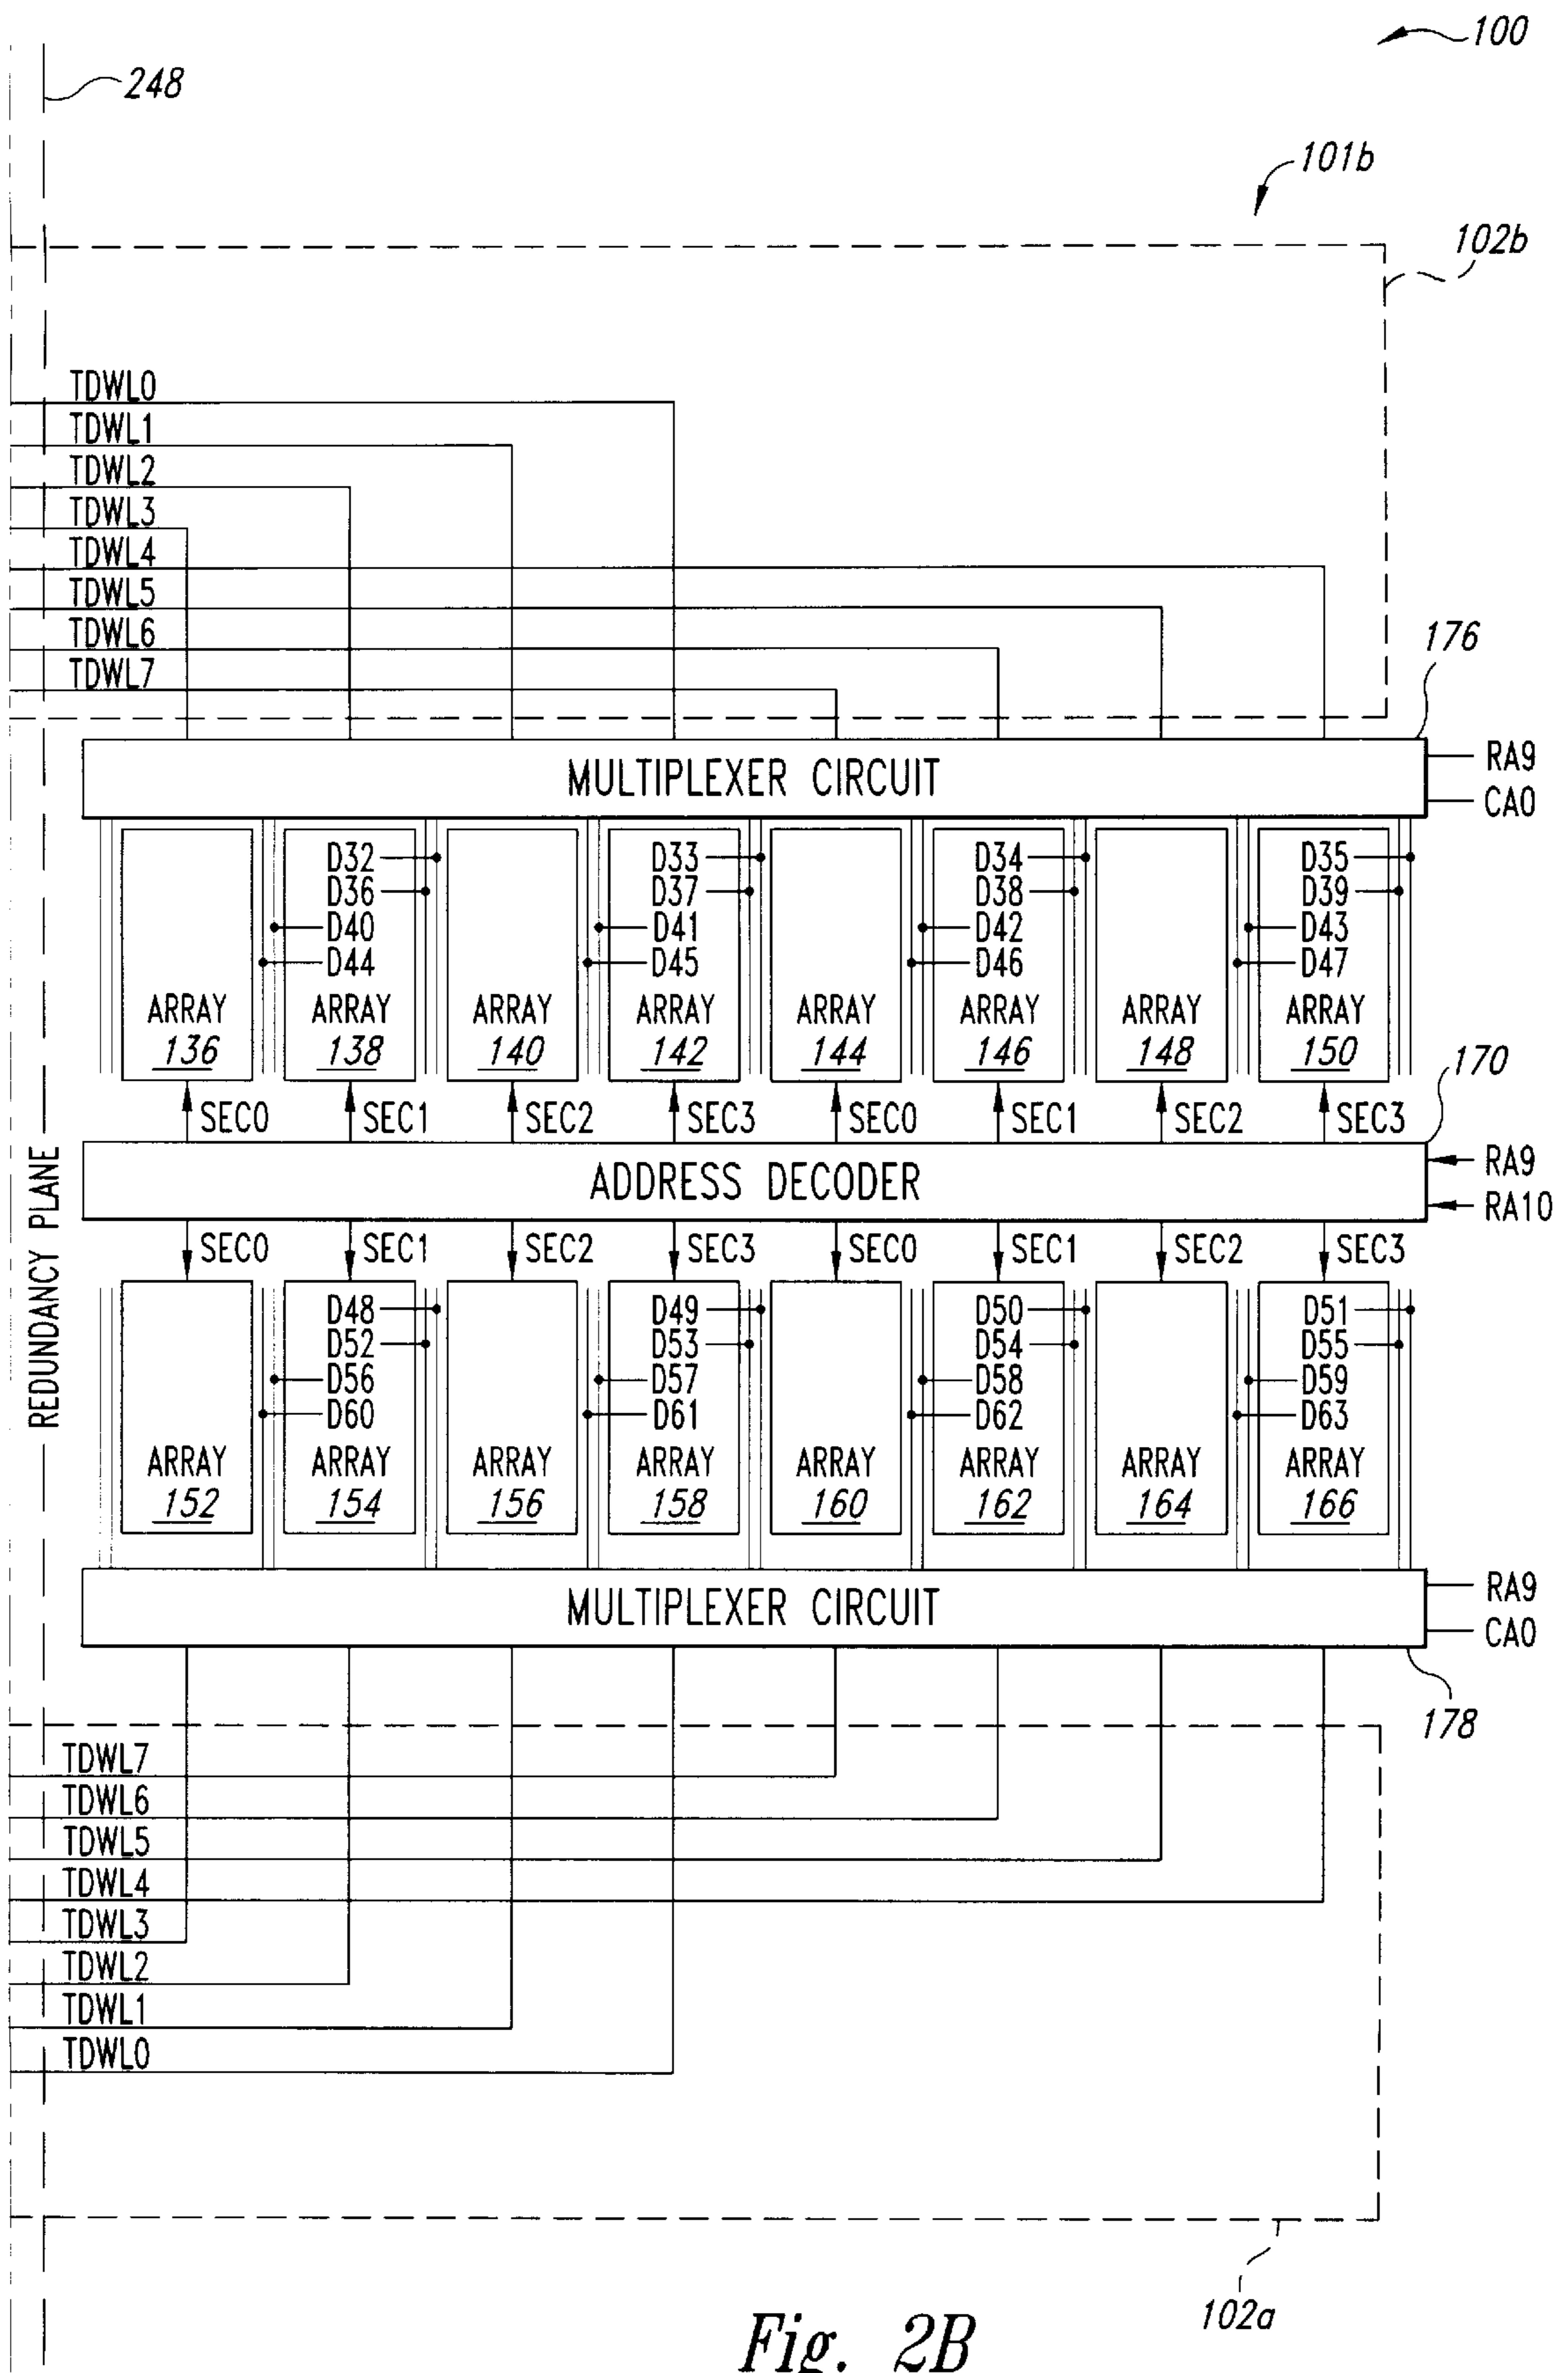 100
248
101b
102b
TDWL0
TDWL1
TDWL2
TDWL3
TDWL4
TDWL5
TDWL6
TDWL7
176
MULTIPLEXER CIRCUIT
RA9
CA0
D32 D33 D34 D35
D36 D37 D38 D39
D40 D41 D42 D43
D44 D45 D46 D47
ARRAY ARRAY ARRAY ARRAY ARRAY ARRAY ARRAY ARRAY
136 138 140 142 144 146 148 150
170
SEC0 SEC1 SEC2 SEC3 SEC0 SEC1 SEC2 SEC3
ADDRESS DECODER
RA9
RA10
REDUNDANCY PLANE
SEC0 SEC1 SEC2 SEC3 SEC0 SEC1 SEC2 SEC3
D48 D49 D50 D51
D52 D53 D54 D55
D56 D57 D58 D59
D60 D61 D62 D63
ARRAY ARRAY ARRAY ARRAY ARRAY ARRAY ARRAY ARRAY
152 154 156 158 160 162 164 166
MULTIPLEXER CIRCUIT
RA9
CA0
178
TDWL7
TDWL6
TDWL5
TDWL4
TDWL3
TDWL2
TDWL1
TDWL0
102a
Fig. 2B